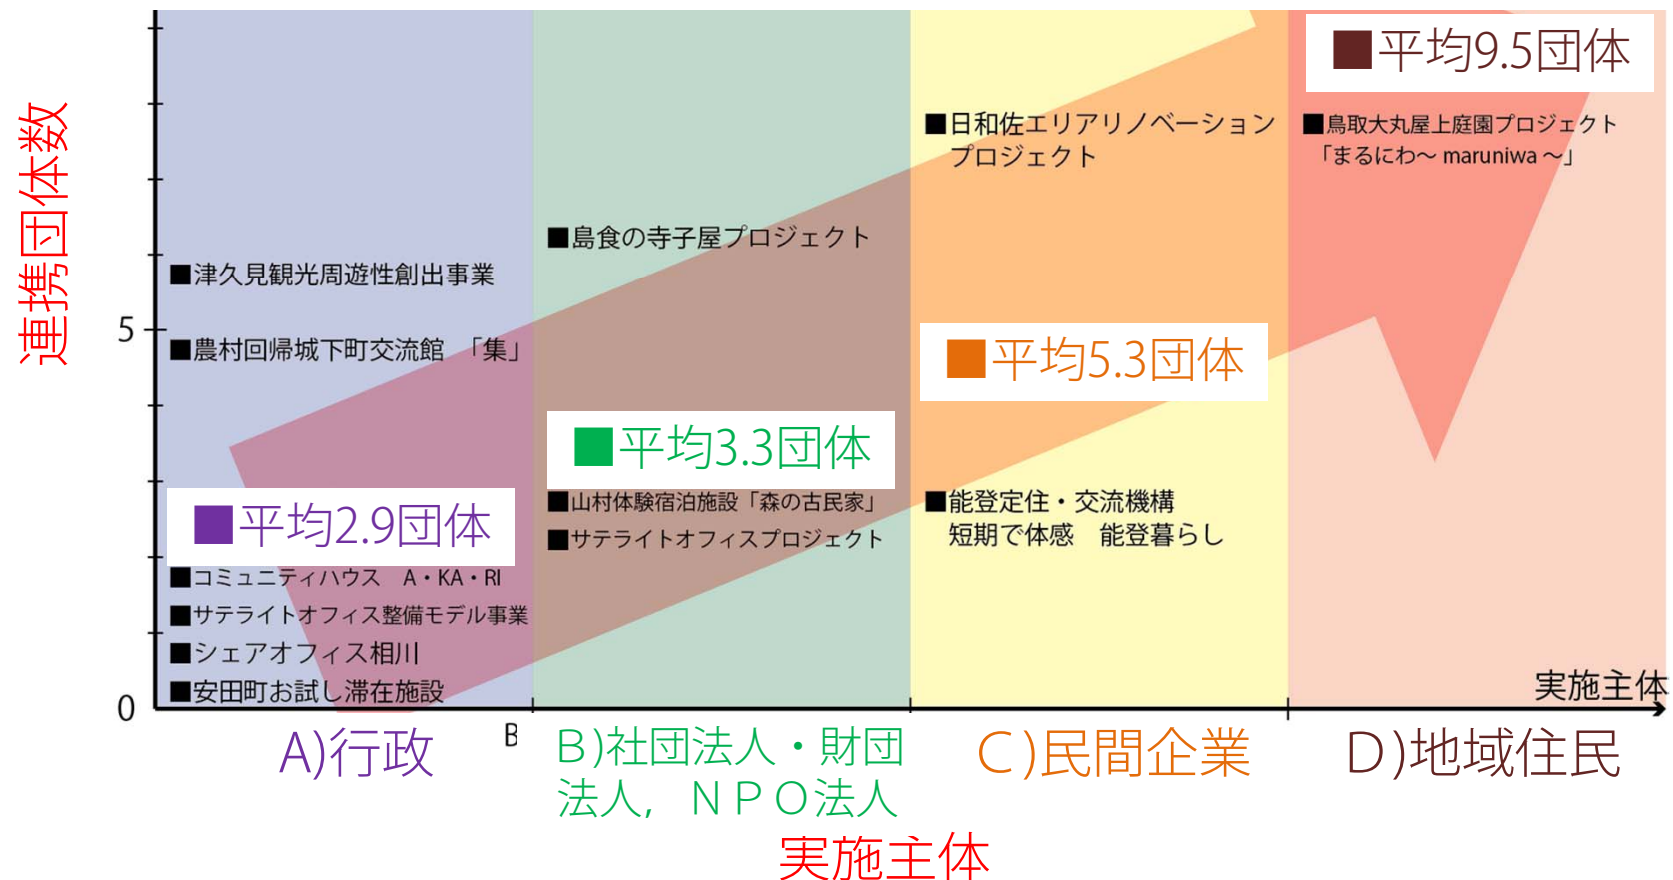 連携団体数
5
0
■平均9.5団体
■日和佐エリアリノベーション
プロジェクト
■鳥取大丸屋上庭園プロジェクト
「まるにわ～ maruniwa ～」
■島食の寺子屋プロジェクト
■津久見観光周遊性創出事業
■農村回帰城下町交流館 「集」
■平均5.3団体
■平均3.3団体
■平均2.9団体
■山村体験宿泊施設「森の古民家」
■サテライトオフィスプロジェクト
■能登定住・交流機構
短期で体感 能登暮らし
■コミュニティハウス A・KA・RI
■サテライトオフィス整備モデル事業
■シェアオフィス相川
■安田町お試し滞在施設
実施主体
A)行政
B
Ｂ)社団法人・財団
法人，ＮＰＯ法人
Ｃ)民間企業
Ｄ)地域住民
実施主体